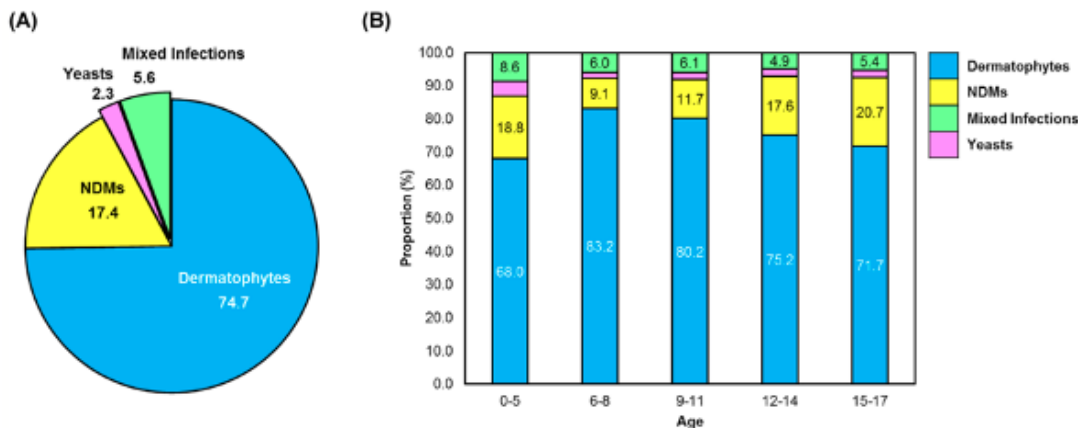 (A)
Mixed Infections
5.6
Yeasts
2.3
NDMs
17.4
Dermatophytes
74.7
(B)
Proportion (%)
100.0
90.0
80.0
70.0
60.0
50.0
40.0
30.0
20.0
10.0
0.0
8.6
18.8
68.0
6.0
9.1
83.2
6.1
11.7
80.2
4.9
17.6
75.2
5.4
20.7
71.7
0-5
6-8
9-11
12-14
15-17
Age
Dermatophytes
NDMs
Mixed Infections
Yeasts